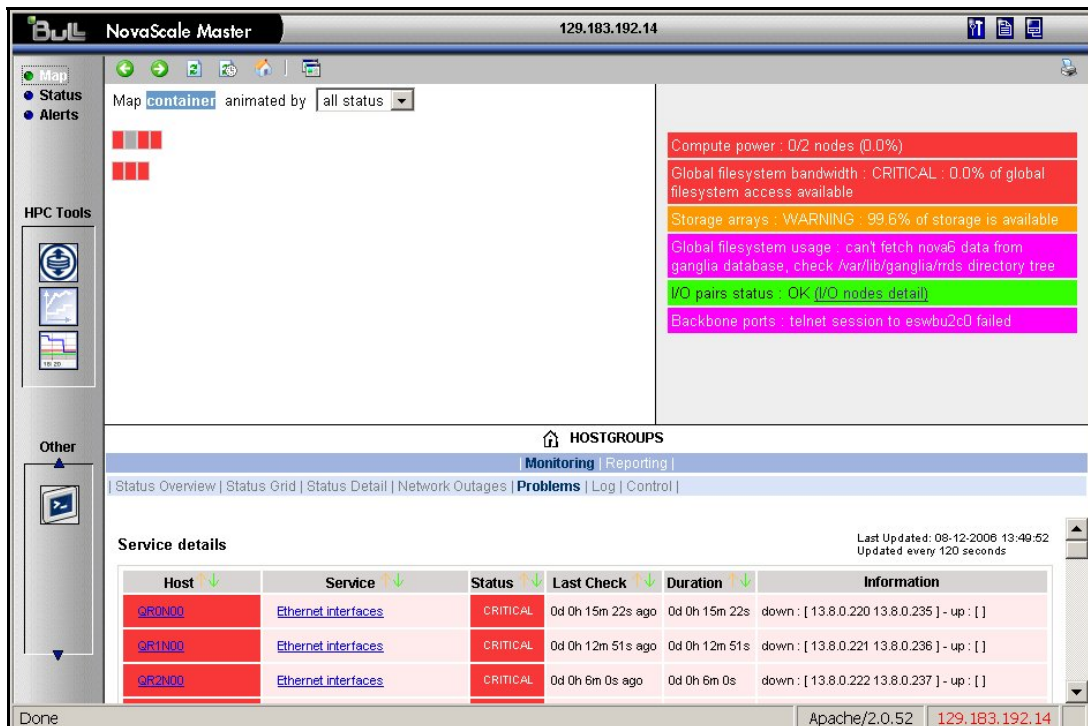 Bull NovaScale Master 129.183.192.14
Map
Status
Alerts
Map container animated by all status
Compute power : 0/2 nodes (0.0%)
Global filesystem bandwidth : CRITICAL : 0.0% of global
filesystem access available
Storage arrays : WARNING : 99.6% of storage is available
Global filesystem usage : can't fetch nova6 data from
ganglia database, check /var/lib/ganglia/rrds directory tree
I/O pairs status : OK (I/O nodes detail)
Backbone ports : telnet session to eswbu2c0 failed
HPC Tools
Other
HOSTGROUPS
| Monitoring | Reporting |
| Status Overview | Status Grid | Status Detail | Network Outages | Problems | Log | Control |
Service details
Last Updated: 08-12-2006 13:49:52
Updated every 120 seconds
Host Service Status Last Check Duration Information
QR0N00 Ethernet interfaces CRITICAL 0d 0h 15m 22s ago 0d 0h 15m 22s down : [ 13.8.0.220 13.8.0.235 ] - up : [ ]
QR1N00 Ethernet interfaces CRITICAL 0d 0h 12m 51s ago 0d 0h 12m 51s down : [ 13.8.0.221 13.8.0.236 ] - up : [ ]
QR2N00 Ethernet interfaces CRITICAL 0d 0h 6m 0s ago 0d 0h 6m 0s down : [ 13.8.0.222 13.8.0.237 ] - up : [ ]
Done Apache/2.0.52 129.183.192.14